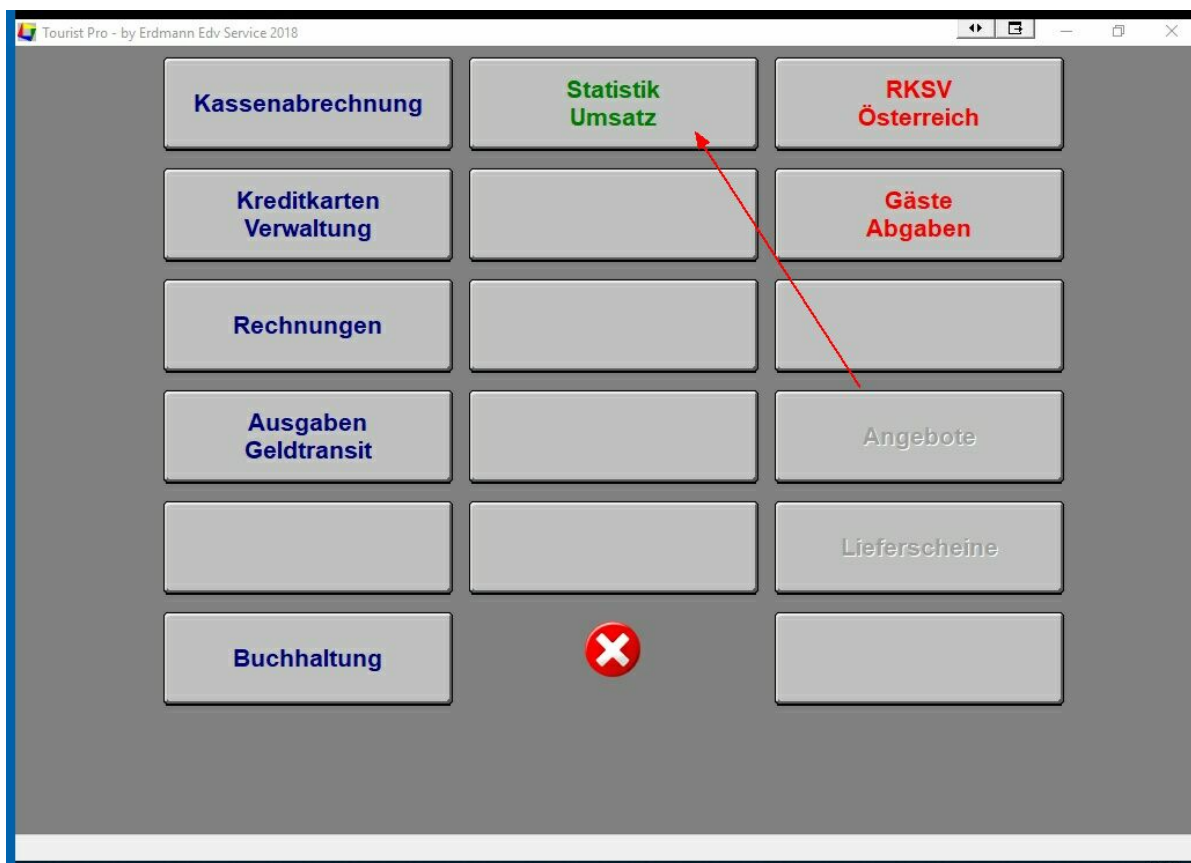 Tourist Pro - by Erdmann Edv Service 2018
Kassenabrechnung
Statistik
Umsatz
RKSV
Österreich
Kreditkarten
Verwaltung
Gäste
Abgaben
Rechnungen
Ausgaben
Geldtransit
Angebote
Lieferscheine
Buchhaltung